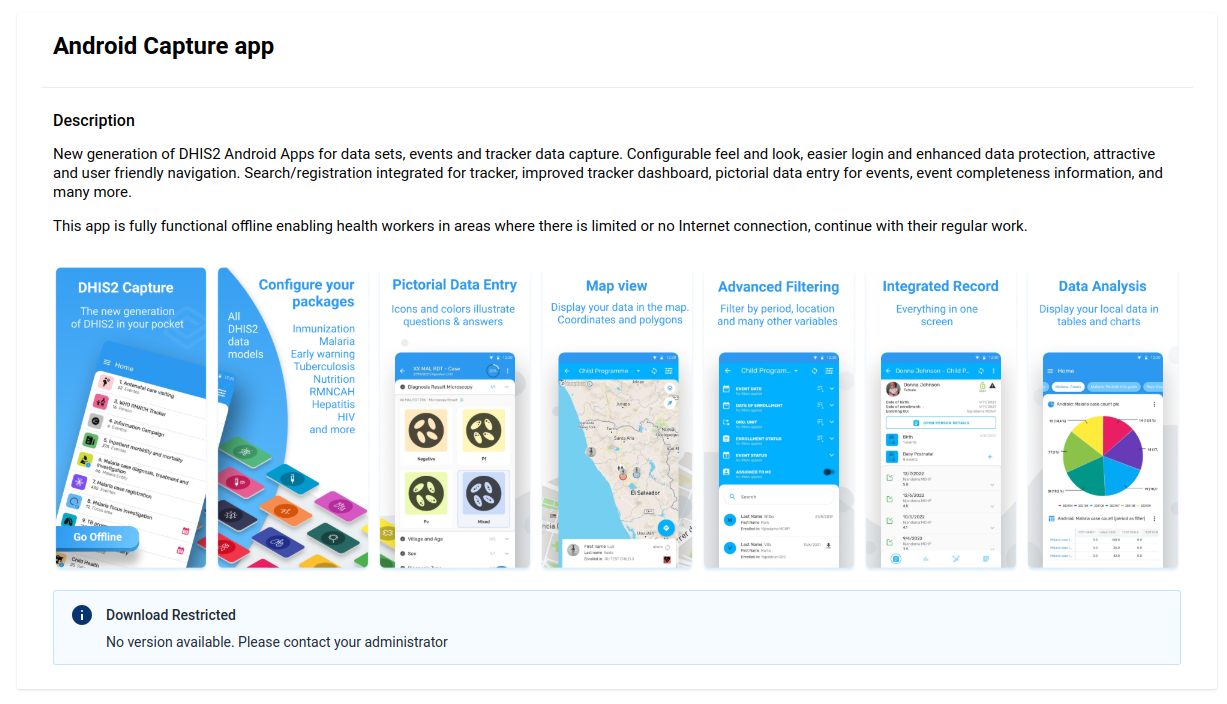 Android Capture app
Description
New generation of DHIS2 Android Apps for data sets, events and tracker data capture. Configurable feel and look, easier login and enhanced data protection, attractive
and user friendly navigation. Search/registration integrated for tracker, improved tracker dashboard, pictorial data entry for events, event completeness information, and
many more.
This app is fully functional offline enabling health workers in areas where there is limited or no Internet connection, continue with their regular work.
DHIS2 Capture
The new generation
of DHIS2 in your pocket
Home
1. Antenatal care visiting
3. WHO RMNCH Tracker
4. Information Campaign
5. Inpatient morbidity and mortality
6. Malaria case diagnosis, treatment and
investigation
7. Malaria case registration
8. Malaria focus investigation
Go Offline
Child Health
Configure your
packages
All
DHIS2
data
models
Inmunization
Malaria
Early warning
Tuberculosis
Nutrition
RMNCAH
Hepatitis
HIV
and more
Pictorial Data Entry
Icons and colors illustrate
questions & answers
XX MAL RDT - Case
Diagnosis Result Microscopy
Negative
Pf
Pv
Mixed
Village and Age
Sex
Map view
Display your data in the map.
Coordinates and polygons
Child Programme
Santa Ana
El Salvador
Advanced Filtering
Filter by period, location
and many other variables
Child Program...
EVENT DATE
DATE OF ENROLLMENT
ORG. UNIT
ENROLLMENT STATUS
EVENT STATUS
ASSIGNED TO ME
Search
Integrated Record
Everything in one
screen
Donna Johnson - Child P...
Donna Johnson
Female
OPEN PERSON DETAILS
Birth
Baby Postnatal
Data Analysis
Display your local data in
tables and charts
Home
Android: Malaria case count pie
Android: Malaria case count (period as filter)
Download Restricted
No version available. Please contact your administrator